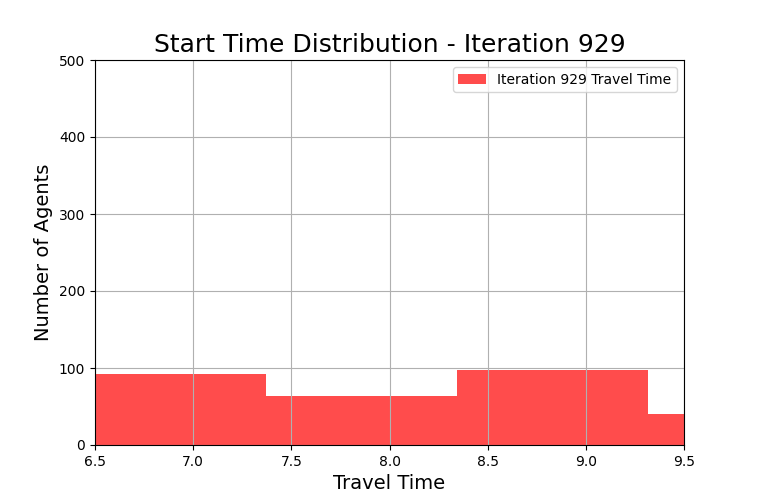 Start Time Distribution - Iteration 929
Iteration 929 Travel Time
Number of Agents
500
400
300
200
100
0
6.5 7.0 7.5 8.0 8.5 9.0 9.5
Travel Time